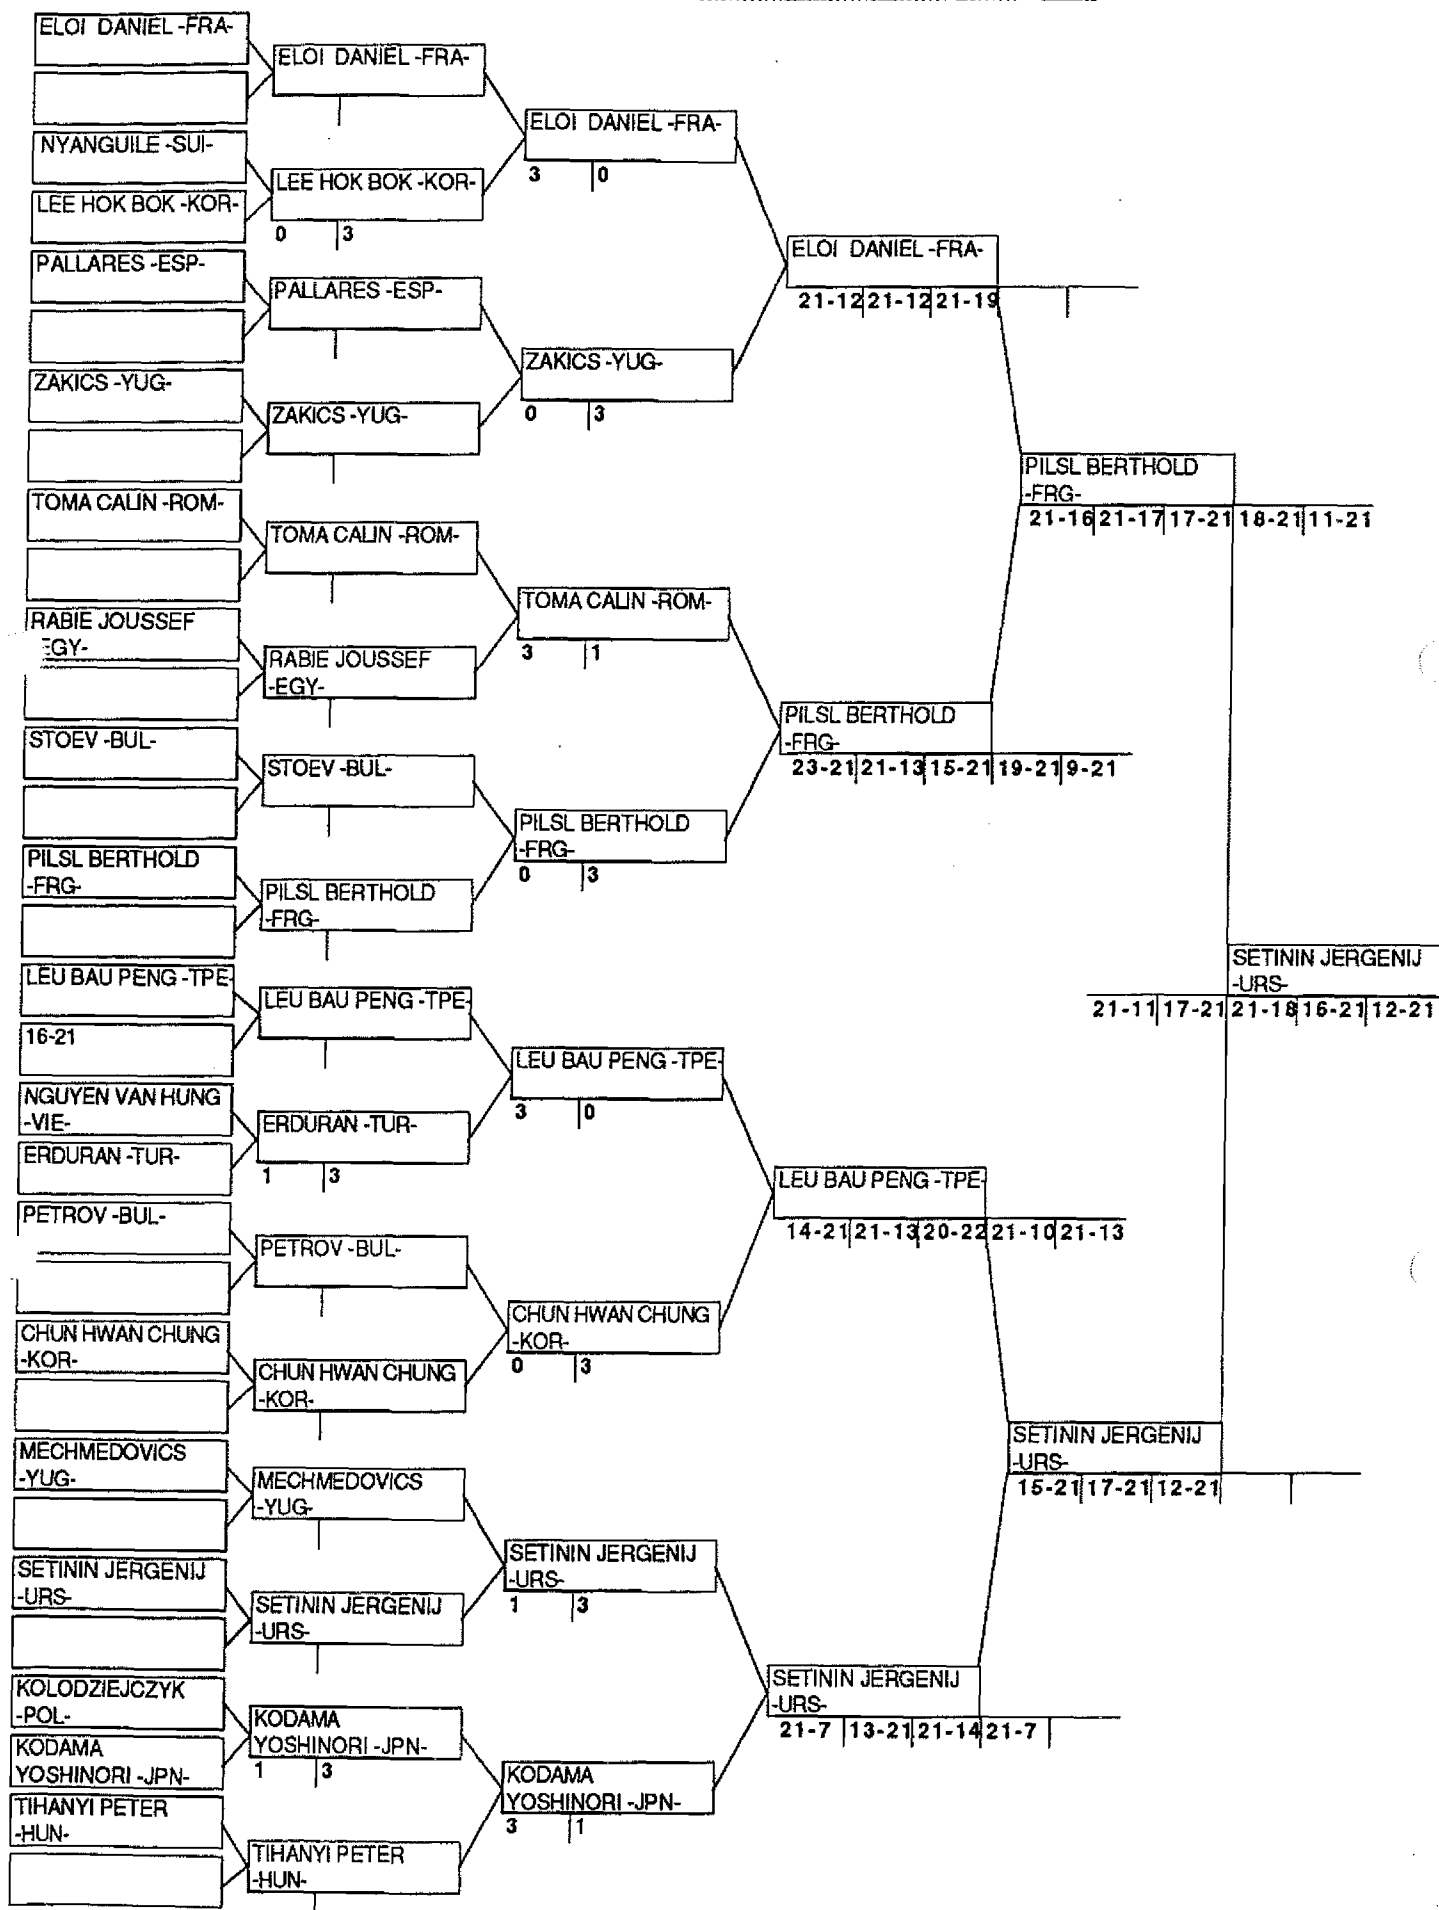 ELOI DANIEL -FRA-
NYANGUILE -SUI-
LEE HOK BOK -KOR-
PALLARES -ESP-
ZAKICS -YUG-
TOMA CALIN -ROM-
RABIE JOUSSEF
EGY-
STOEV -BUL-
PILSL BERTHOLD
-FRG-
LEU BAU PENG -TPE-
16-21
NGUYEN VAN HUNG
-VIE-
ERDURAN -TUR-
PETROV -BUL-
CHUN HWAN CHUNG
-KOR-
MECHMEDOVICS
-YUG-
SETININ JERGENIJ
-URS-
KOLODZIEJCZYK
-POL-
KODAMA
YOSHINORI -JPN-
TIHANYI PETER
-HUN-
ELOI DANIEL -FRA-
LEE HOK BOK -KOR-
0 3
PALLARES -ESP-
ZAKICS -YUG-
TOMA CALIN -ROM-
RABIE JOUSSEF
-EGY-
STOEV -BUL-
PILSL BERTHOLD
-FRG-
LEU BAU PENG -TPE-
ERDURAN -TUR-
1 3
PETROV -BUL-
CHUN HWAN CHUNG
-KOR-
MECHMEDOVICS
-YUG-
SETININ JERGENIJ
-URS-
KODAMA
YOSHINORI -JPN-
1 3
TIHANYI PETER
-HUN-
ELOI DANIEL -FRA-
3 0
ZAKICS -YUG-
0 3
TOMA CALIN -ROM-
3 1
PILSL BERTHOLD
-FRG-
0 3
LEU BAU PENG -TPE-
3 0
CHUN HWAN CHUNG
-KOR-
0 3
SETININ JERGENIJ
-URS-
1 3
KODAMA
YOSHINORI -JPN-
3 1
ELOI DANIEL -FRA-
21-12 21-12 21-19
PILSL BERTHOLD
-FRG-
23-21 21-13 15-21 19-21 9-21
LEU BAU PENG -TPE-
14-21 21-13 20-22 21-10 21-13
SETININ JERGENIJ
-URS-
21-7 13-21 21-14 21-7
PILSL BERTHOLD
-FRG-
21-16 21-17 17-21 18-21 11-21
SETININ JERGENIJ
-URS-
15-21 17-21 12-21
SETININ JERGENIJ
-URS-
21-11 17-21 21-18 16-21 12-21